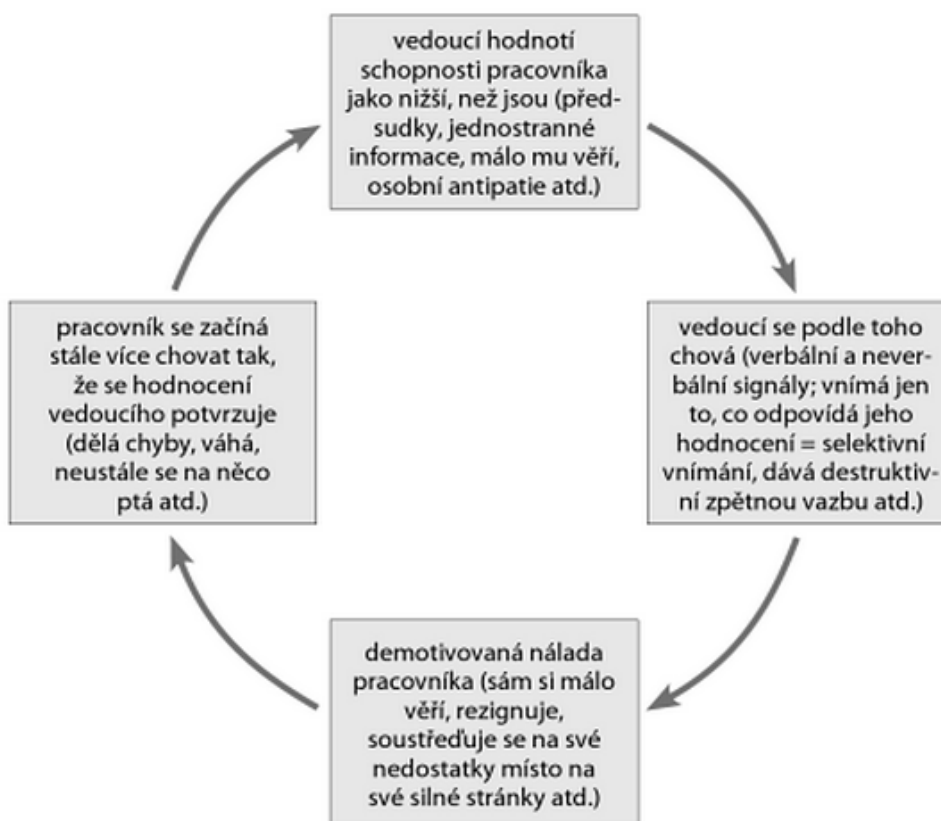 vedoucí hodnotí
schopnosti pracovníka
jako nižší, než jsou (před-
sudky, jednostranné
informace, málo mu věří,
osobní antipatie atd.)
vedoucí se podle toho
chová (verbální a never-
bální signály; vnímá jen
to, co odpovídá jeho
hodnocení = selektivní
vnímání, dává destruktiv-
ní zpětnou vazbu atd.)
demotivovaná nálada
pracovníka (sám si málo
věří, rezignuje,
soustřeďuje se na své
nedostatky místo na
své silné stránky atd.)
pracovník se začíná
stále více chovat tak,
že se hodnocení
vedoucího potvrzuje
(dělá chyby, váhá,
neustále se na něco
ptá atd.)